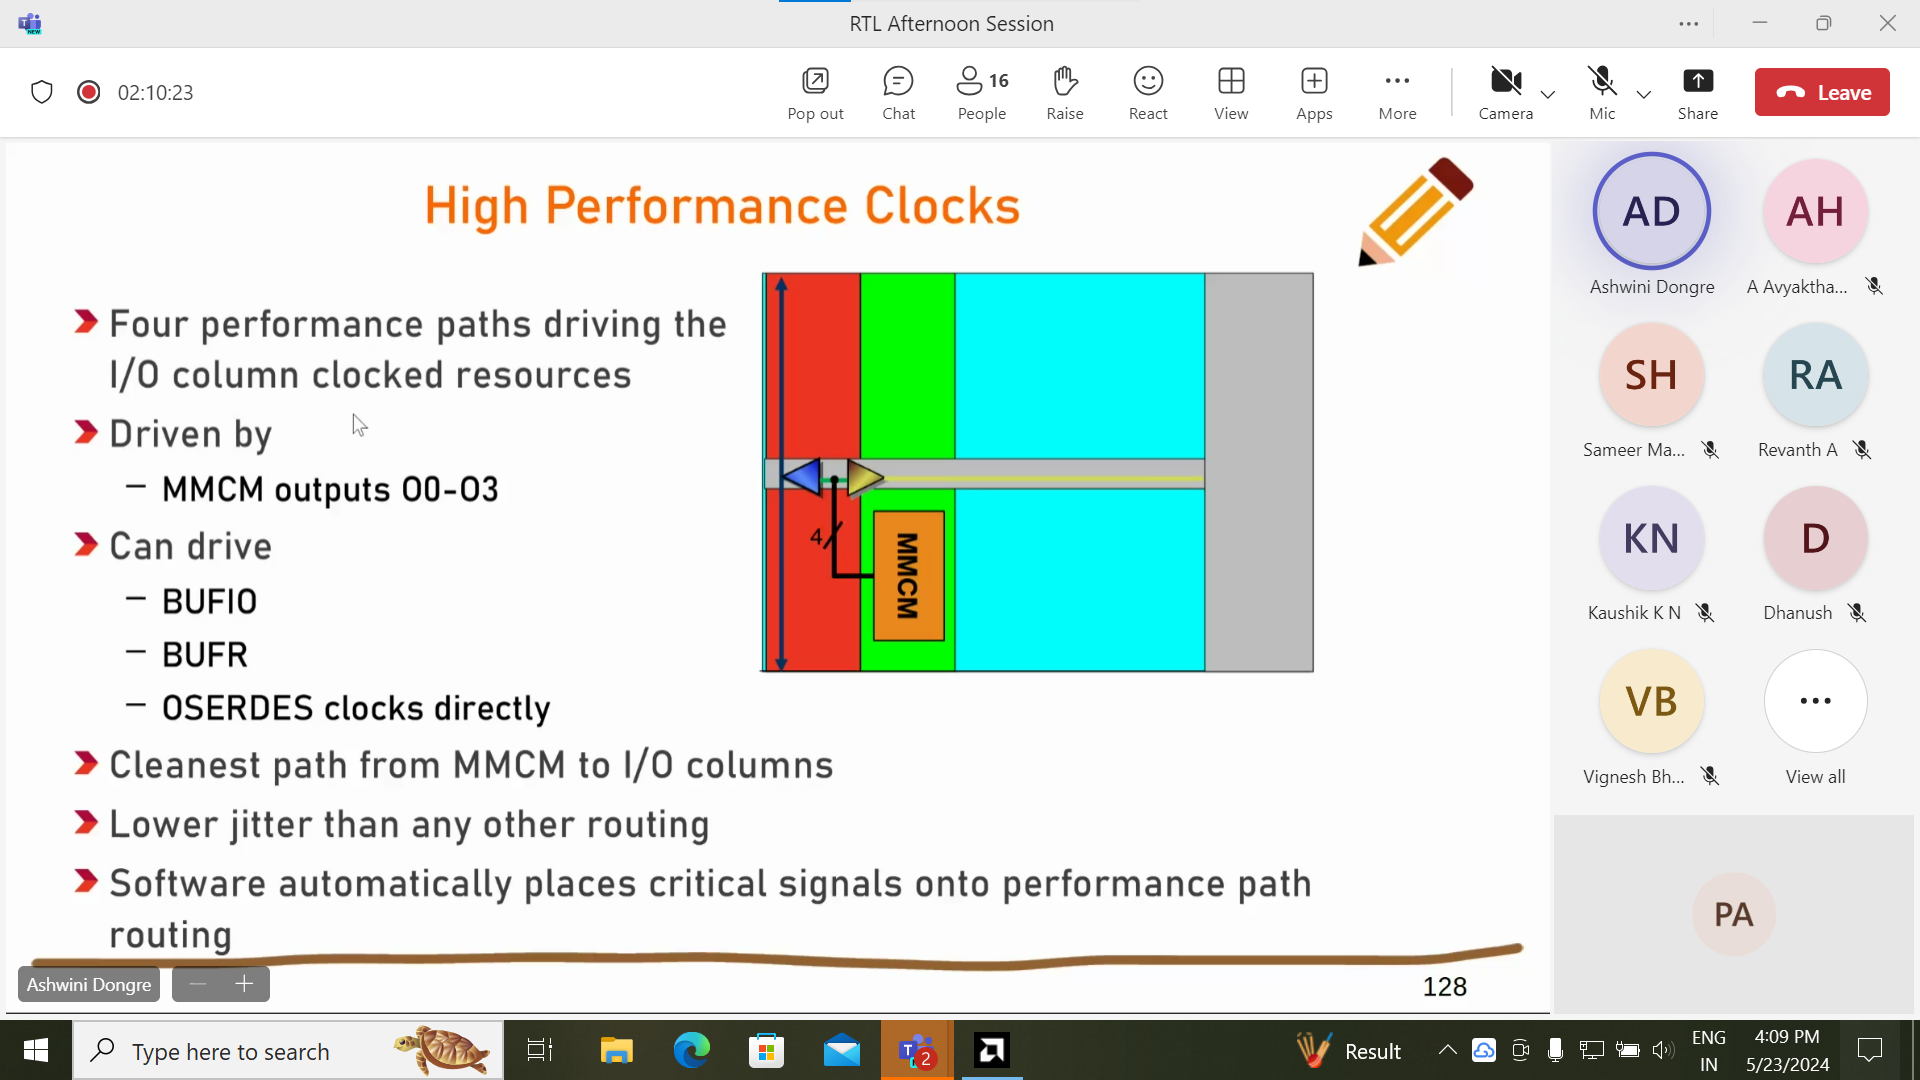 RTL Afternoon Session
NEW
02:10:23
Pop out
Chat
16
People
Raise
React
View
Apps
More
Camera
Mic
Share
Leave
High Performance Clocks
Four performance paths driving the
I/O column clocked resources
Driven by
– MMCM outputs O0-O3
Can drive
– BUFIO
– BUFR
– OSERDES clocks directly
Cleanest path from MMCM to I/O columns
Lower jitter than any other routing
Software automatically places critical signals onto performance path
routing
4
MMCM
128
Ashwini Dongre
AD
Ashwini Dongre
AH
A Avyaktha...
SH
Sameer Ma...
RA
Revanth A
KN
Kaushik K N
D
Dhanush
VB
Vignesh Bh...
View all
PA
Type here to search
2
Result
ENG
IN
4:09 PM
5/23/2024